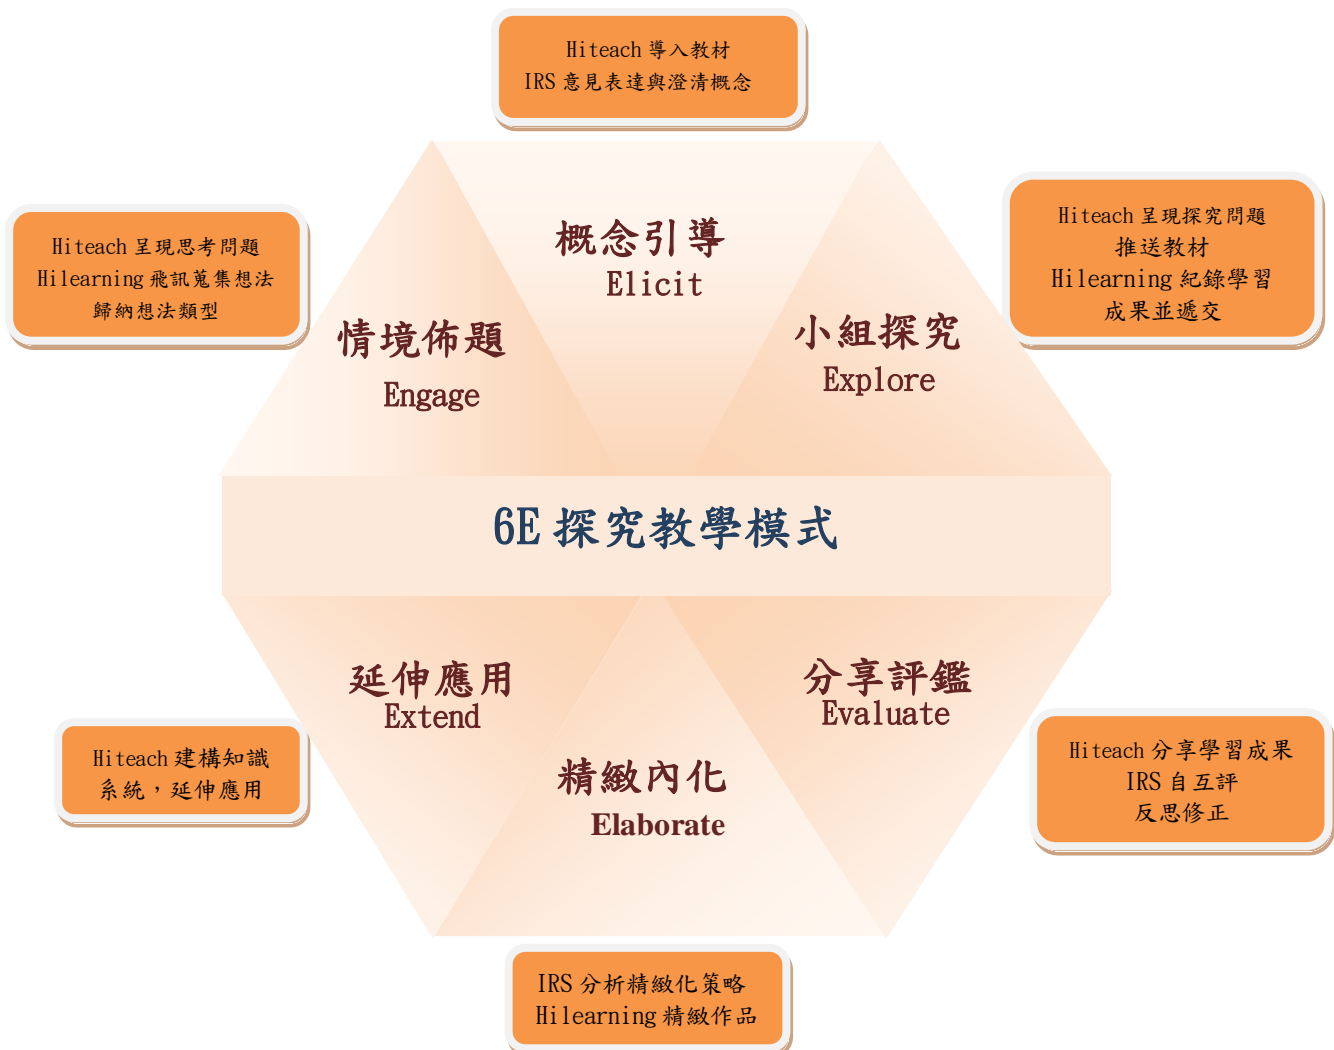 Hiteach 導入教材
IRS 意見表達與澄清概念
Hiteach 呈現思考問題
Hilearning 飛訊蒐集想法
歸納想法類型
概念引導
Elicit
Hiteach 呈現探究問題
推送教材
Hilearning 紀錄學習
成果並遞交
情境佈題
Engage
小組探究
Explore
6E 探究教學模式
延伸應用
Extend
分享評鑑
Evaluate
精緻內化
Elaborate
Hiteach 建構知識
系統，延伸應用
Hiteach 分享學習成果
IRS 自互評
反思修正
IRS 分析精緻化策略
Hilearning 精緻作品